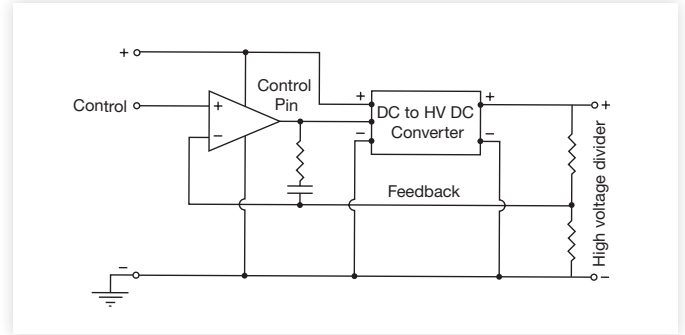 +
Control
Control
Pin
+
−
+
−
DC to HV DC
Converter
+
−
+
Feedback
High voltage divider
−
−